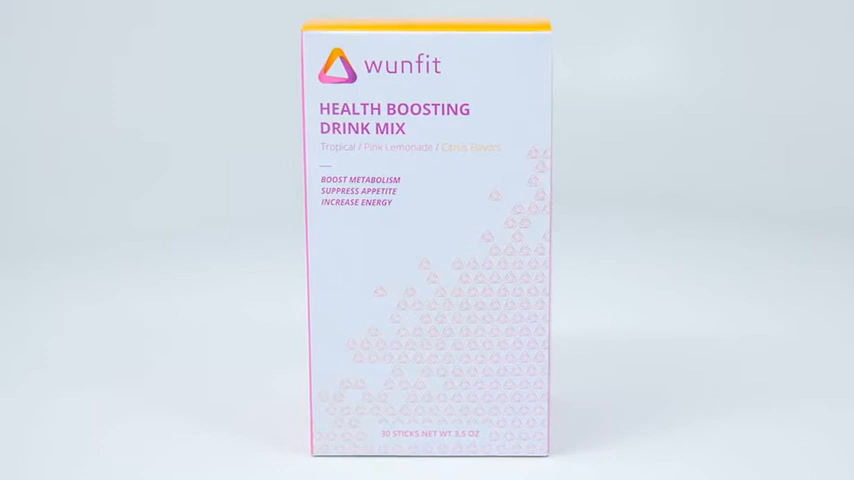 wunfit
HEALTH BOOSTING
DRINK MIX
Tropical / Pink Lemonade / Citrus Flavors
BOOST METABOLISM
SUPPRESS APPETITE
INCREASE ENERGY
30 STICKS NET WT 3.5 OZ